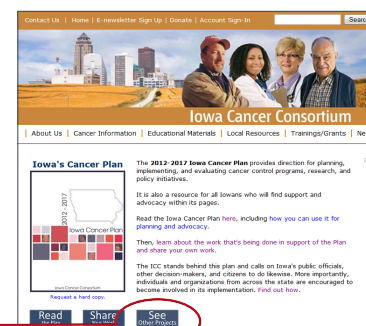 Contact Us | Home | E-newsletter Sign Up | Donate | Account Sign-In
Searc
Iowa Cancer Consortium
| About Us | Cancer Information | Educational Materials | Local Resources | Trainings/Grants | Ne
Iowa's Cancer Plan
2012 - 2017
Iowa Cancer Plan
Iowa Cancer Consortium
Request a hard copy.
The 2012-2017 Iowa Cancer Plan provides direction for planning,
implementing, and evaluating cancer control programs, research, and
policy initiatives.
It is also a resource for all Iowans who will find support and
advocacy within its pages.
Read the Iowa Cancer Plan here, including how you can use it for
planning and advocacy.
Then, learn about the work that's being done in support of the Plan
and share your own work.
The ICC stands behind this plan and calls on Iowa's public officials,
other decision-makers, and citizens to do likewise. More importantly,
individuals and organizations from across the state are encouraged to
become involved in its implementation. Find out how.
Read
the Plan
Share
Your Work
See
Other Projects